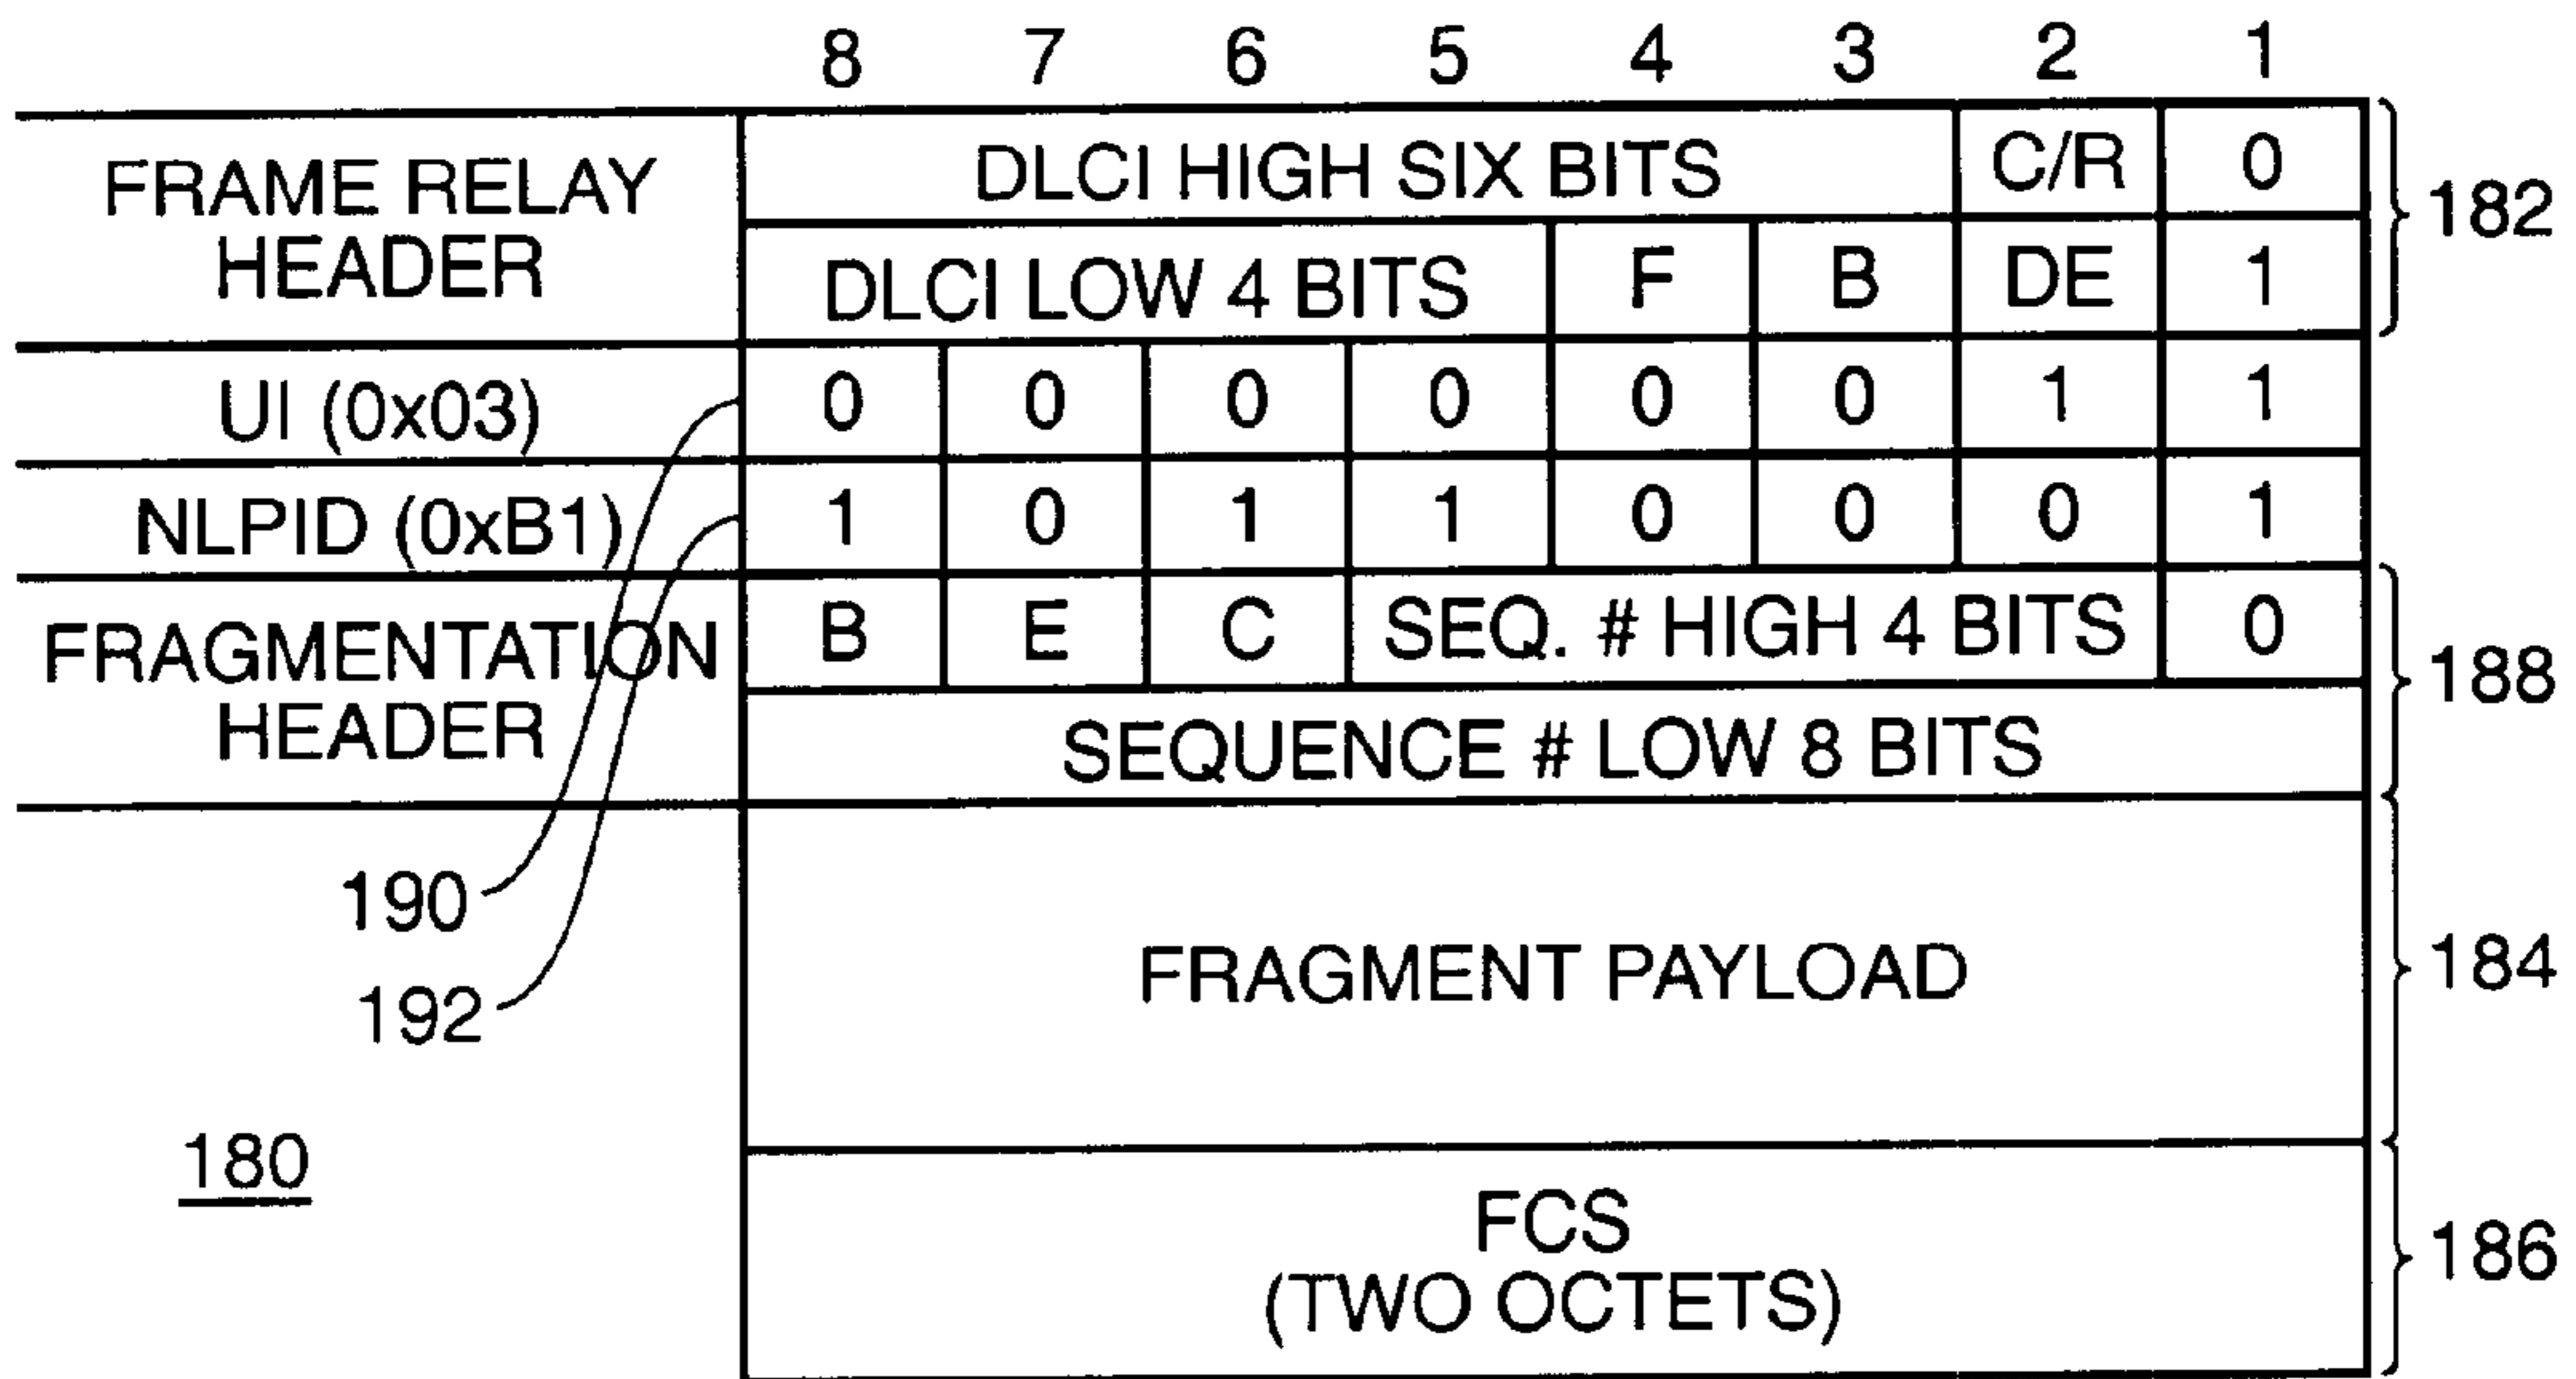 8 7 6 5 4 3 2 1
FRAME RELAY
HEADER
DLCI HIGH SIX BITS C/R 0
182
DLCI LOW 4 BITS F B DE 1
UI (0x03) 0 0 0 0 0 0 1 1
NLPID (0xB1) 1 0 1 1 0 0 0 1
FRAGMENTATION
HEADER
B E C SEQ. # HIGH 4 BITS 0
188
SEQUENCE # LOW 8 BITS
190
192
FRAGMENT PAYLOAD
184
180
FCS
(TWO OCTETS)
186